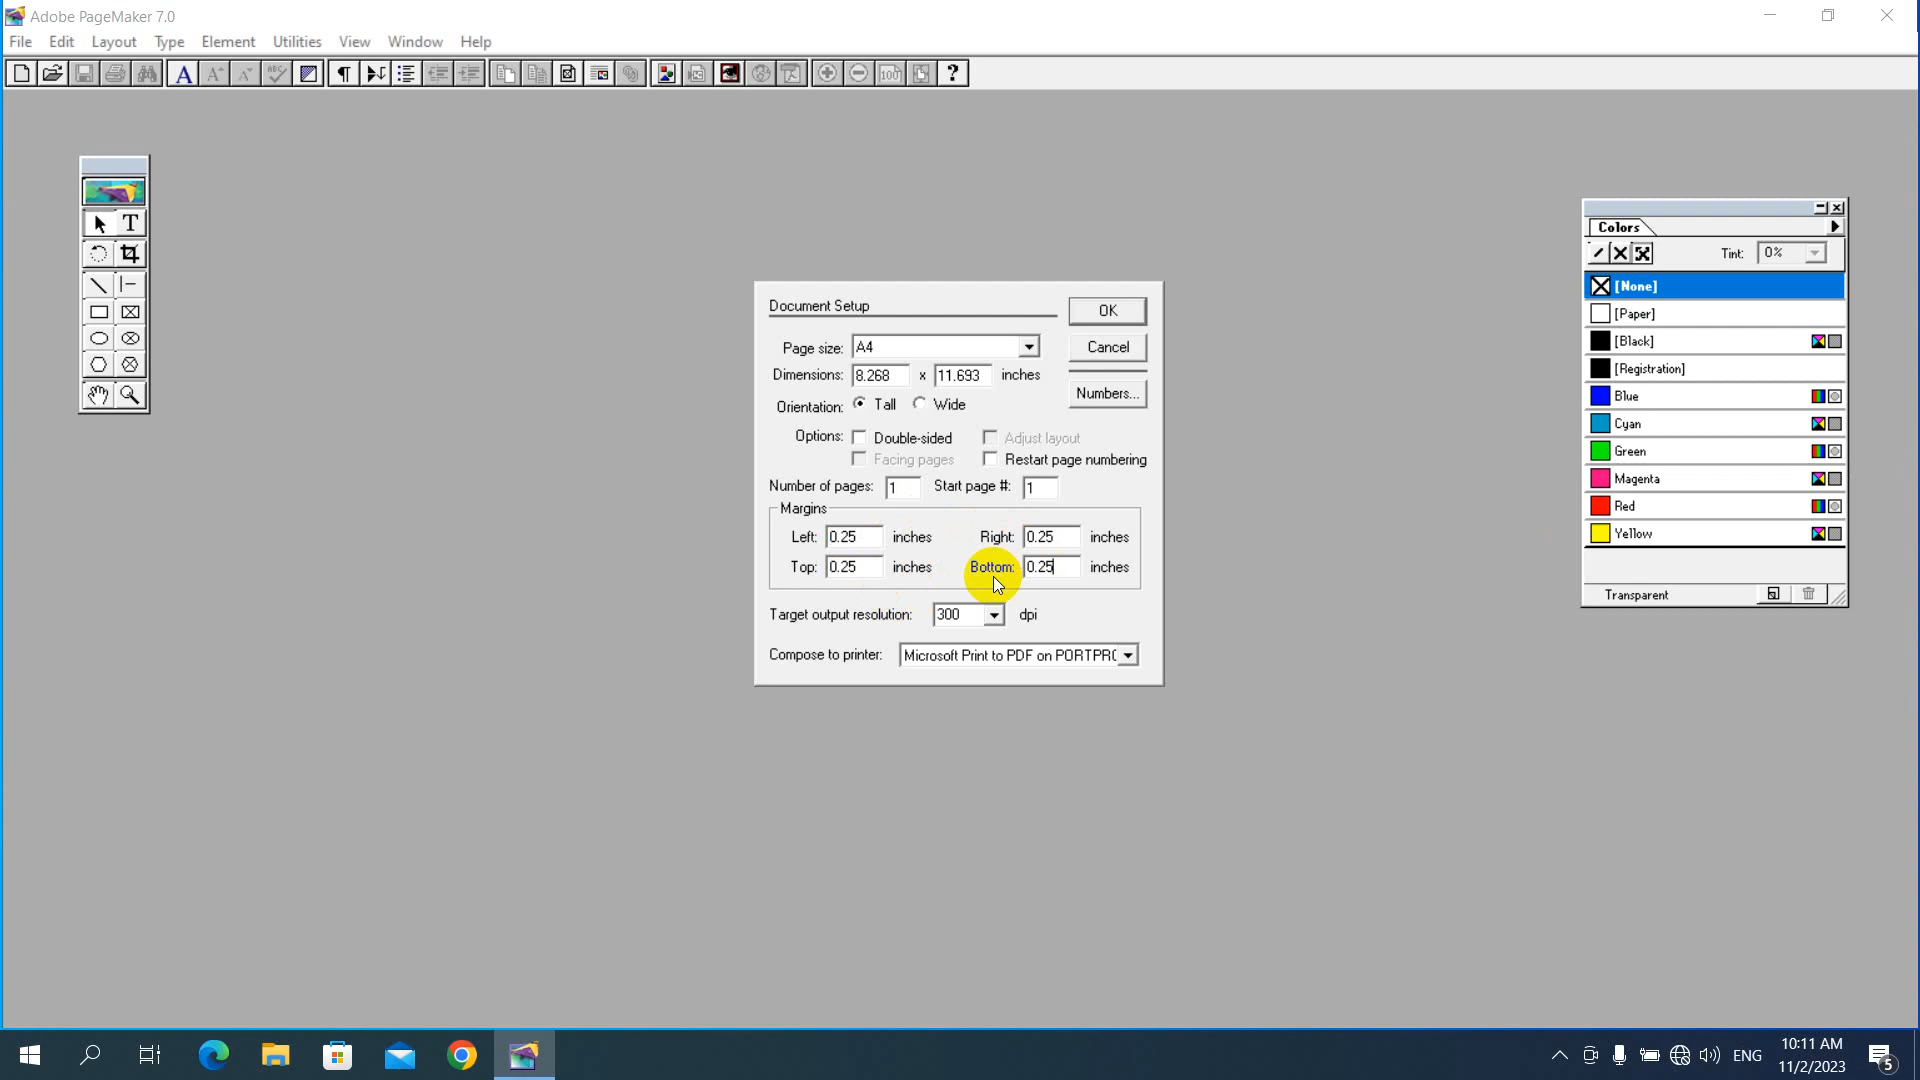 Adobe PageMaker 7.0
File Edit Layout Type Element Utilities View Window Help
A A A ABC 100 ?
T
Document Setup
OK
Page size: A4
Cancel
Dimensions: 8.268 x 11.693 inches
Numbers...
Orientation: Tall Wide
Options: Double-sided Adjust layout
Facing pages Restart page numbering
Number of pages: 1 Start page #: 1
Margins
Left: 0.25 inches Right: 0.25 inches
Top: 0.25 inches Bottom: 0.25 inches
Target output resolution: 300 dpi
Compose to printer: Microsoft Print to PDF on PORTPR
Colors
Tint: 0%
[None]
[Paper]
[Black]
[Registration]
Blue
Cyan
Green
Magenta
Red
Yellow
Transparent
ENG
10:11 AM
11/2/2023
5